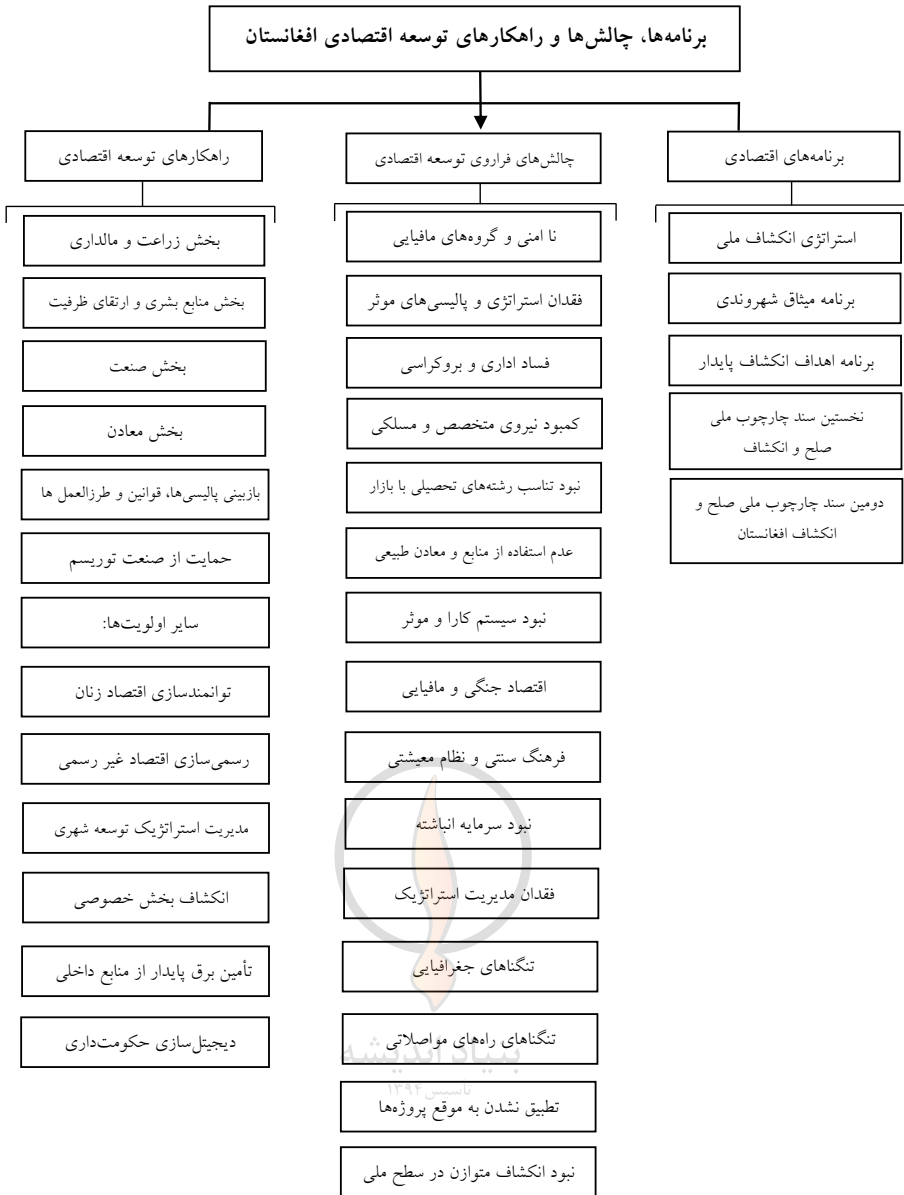 برنامه‌ها، چالش‌ها و راهکارهای توسعه اقتصادی افغانستان
برنامه‌های اقتصادی
استراتژی انکشاف ملی
برنامه میثاق شهروندی
برنامه اهداف انکشاف پایدار
نخستین سند چارچوب ملی
صلح و انکشاف
دومین سند چارچوب ملی صلح و
انکشاف افغانستان
چالش‌های فراروی توسعه اقتصادی
نا امنی و گروه‌های مافیایی
فقدان استراتژی و پالیسی‌های موثر
فساد اداری و بروکراسی
کمبود نیروی متخصص و مسلکی
نبود تناسب رشته‌های تحصیلی با بازار
عدم استفاده از منابع و معادن طبیعی
نبود سیستم کارا و موثر
اقتصاد جنگی و مافیایی
فرهنگ سنتی و نظام معیشتی
نبود سرمایه انباشته
فقدان مدیریت استراتژیک
تنگناهای جغرافیایی
تنگناهای راه‌های مواصلاتی
تطبیق نشدن به موقع پروژه‌ها
نبود انکشاف متوازن در سطح ملی
راهکارهای توسعه اقتصادی
بخش زراعت و مالداری
بخش منابع بشری و ارتقای ظرفیت
بخش صنعت
بخش معادن
بازبینی پالیسی‌ها، قوانین و طرزالعمل ها
حمایت از صنعت توریسم
سایر اولویت‌ها:
توانمندسازی اقتصاد زنان
رسمی‌سازی اقتصاد غیر رسمی
مدیریت استراتژیک توسعه شهری
انکشاف بخش خصوصی
تأمین برق پایدار از منابع داخلی
دیجیتل‌سازی حکومت‌داری
بنیاد اندیشه
تاسیس ۱۳۹۴